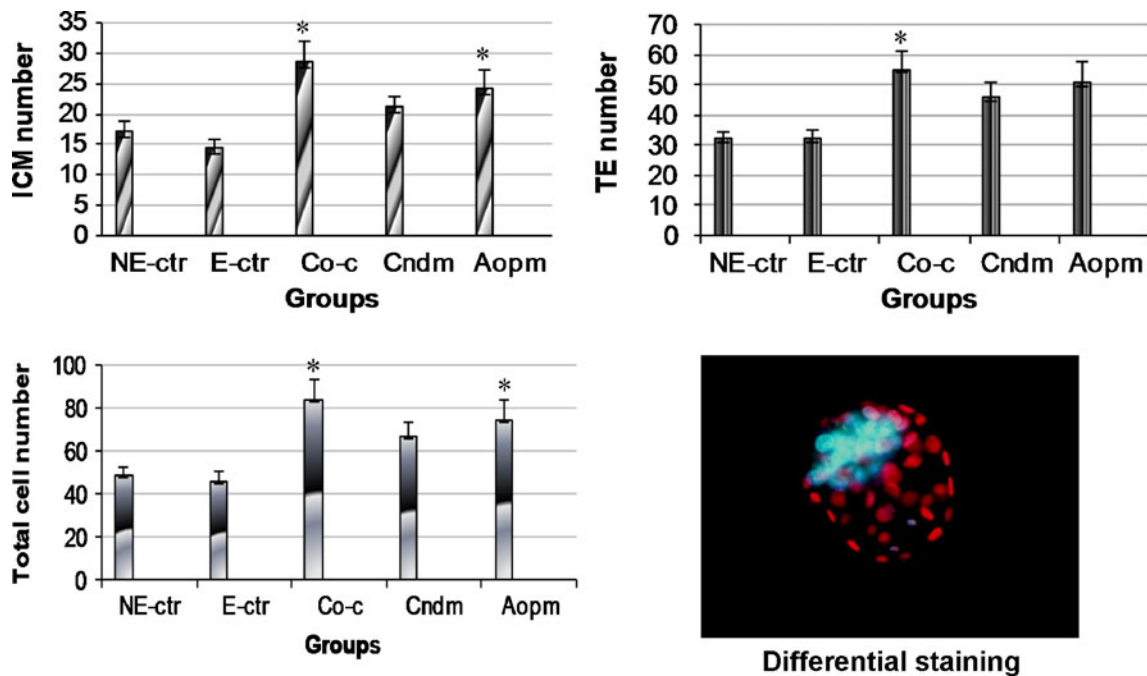 ICM number
35
30
25
20
15
10
5
0
*
*
NE-ctr E-ctr Co-c Cndm Aopm
Groups
TE number
70
60
50
40
30
20
10
0
*
NE-ctr E-ctr Co-c Cndm Aopm
Groups
Total cell number
100
80
60
40
20
0
*
*
NE-ctr E-ctr Co-c Cndm Aopm
Groups
Differential staining